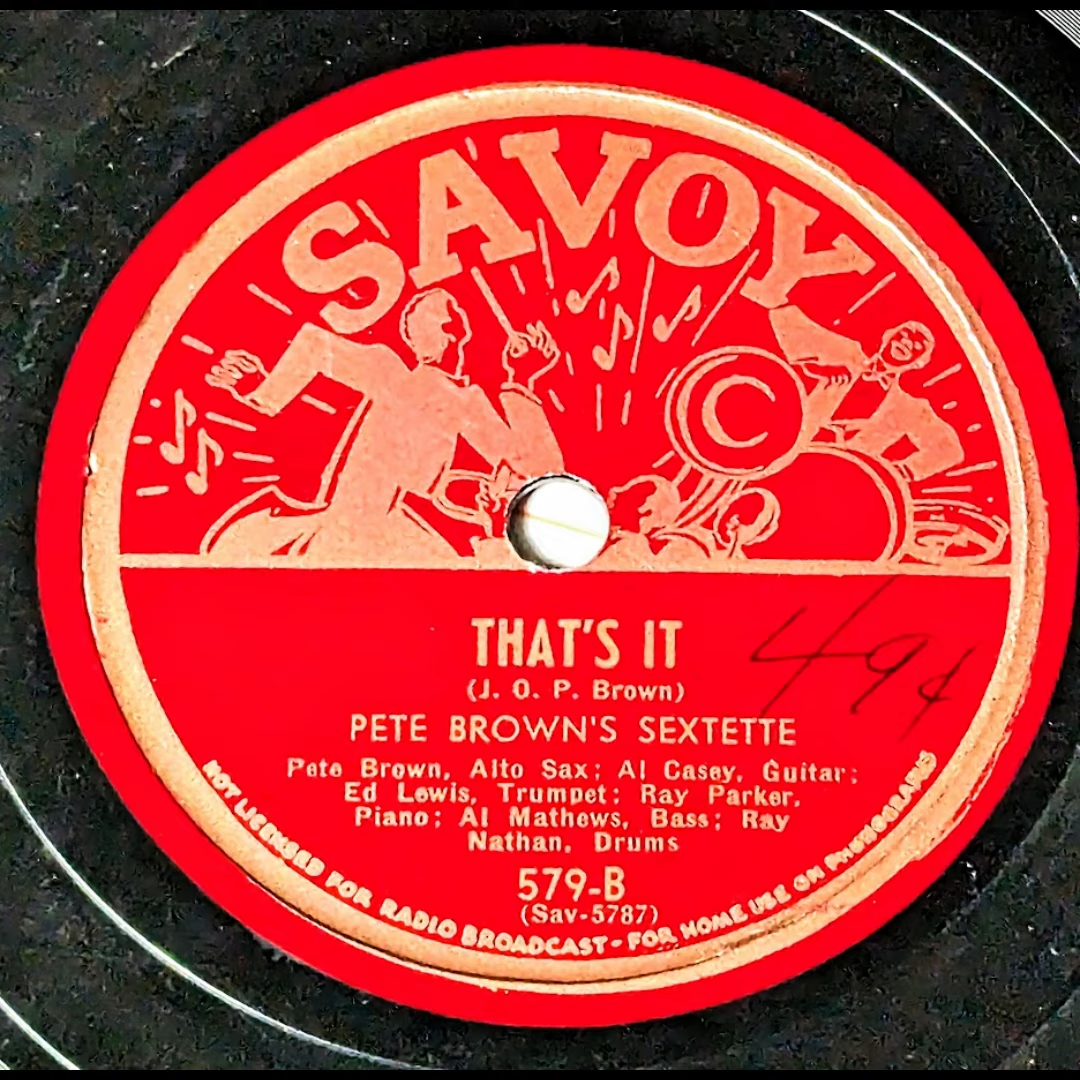 SAVOY
C
THAT'S IT
(J. O. P. Brown)
49¢
PETE BROWN'S SEXTETTE
Pete Brown, Alto Sax; Al Casey, Guitar;
Ed Lewis, Trumpet; Ray Parker,
Piano; Al Mathews, Bass; Ray
Nathan, Drums
579-B
(Sav-5787)
NOT LICENSED FOR RADIO BROADCAST - FOR HOME USE ON PHONOGRAPHS